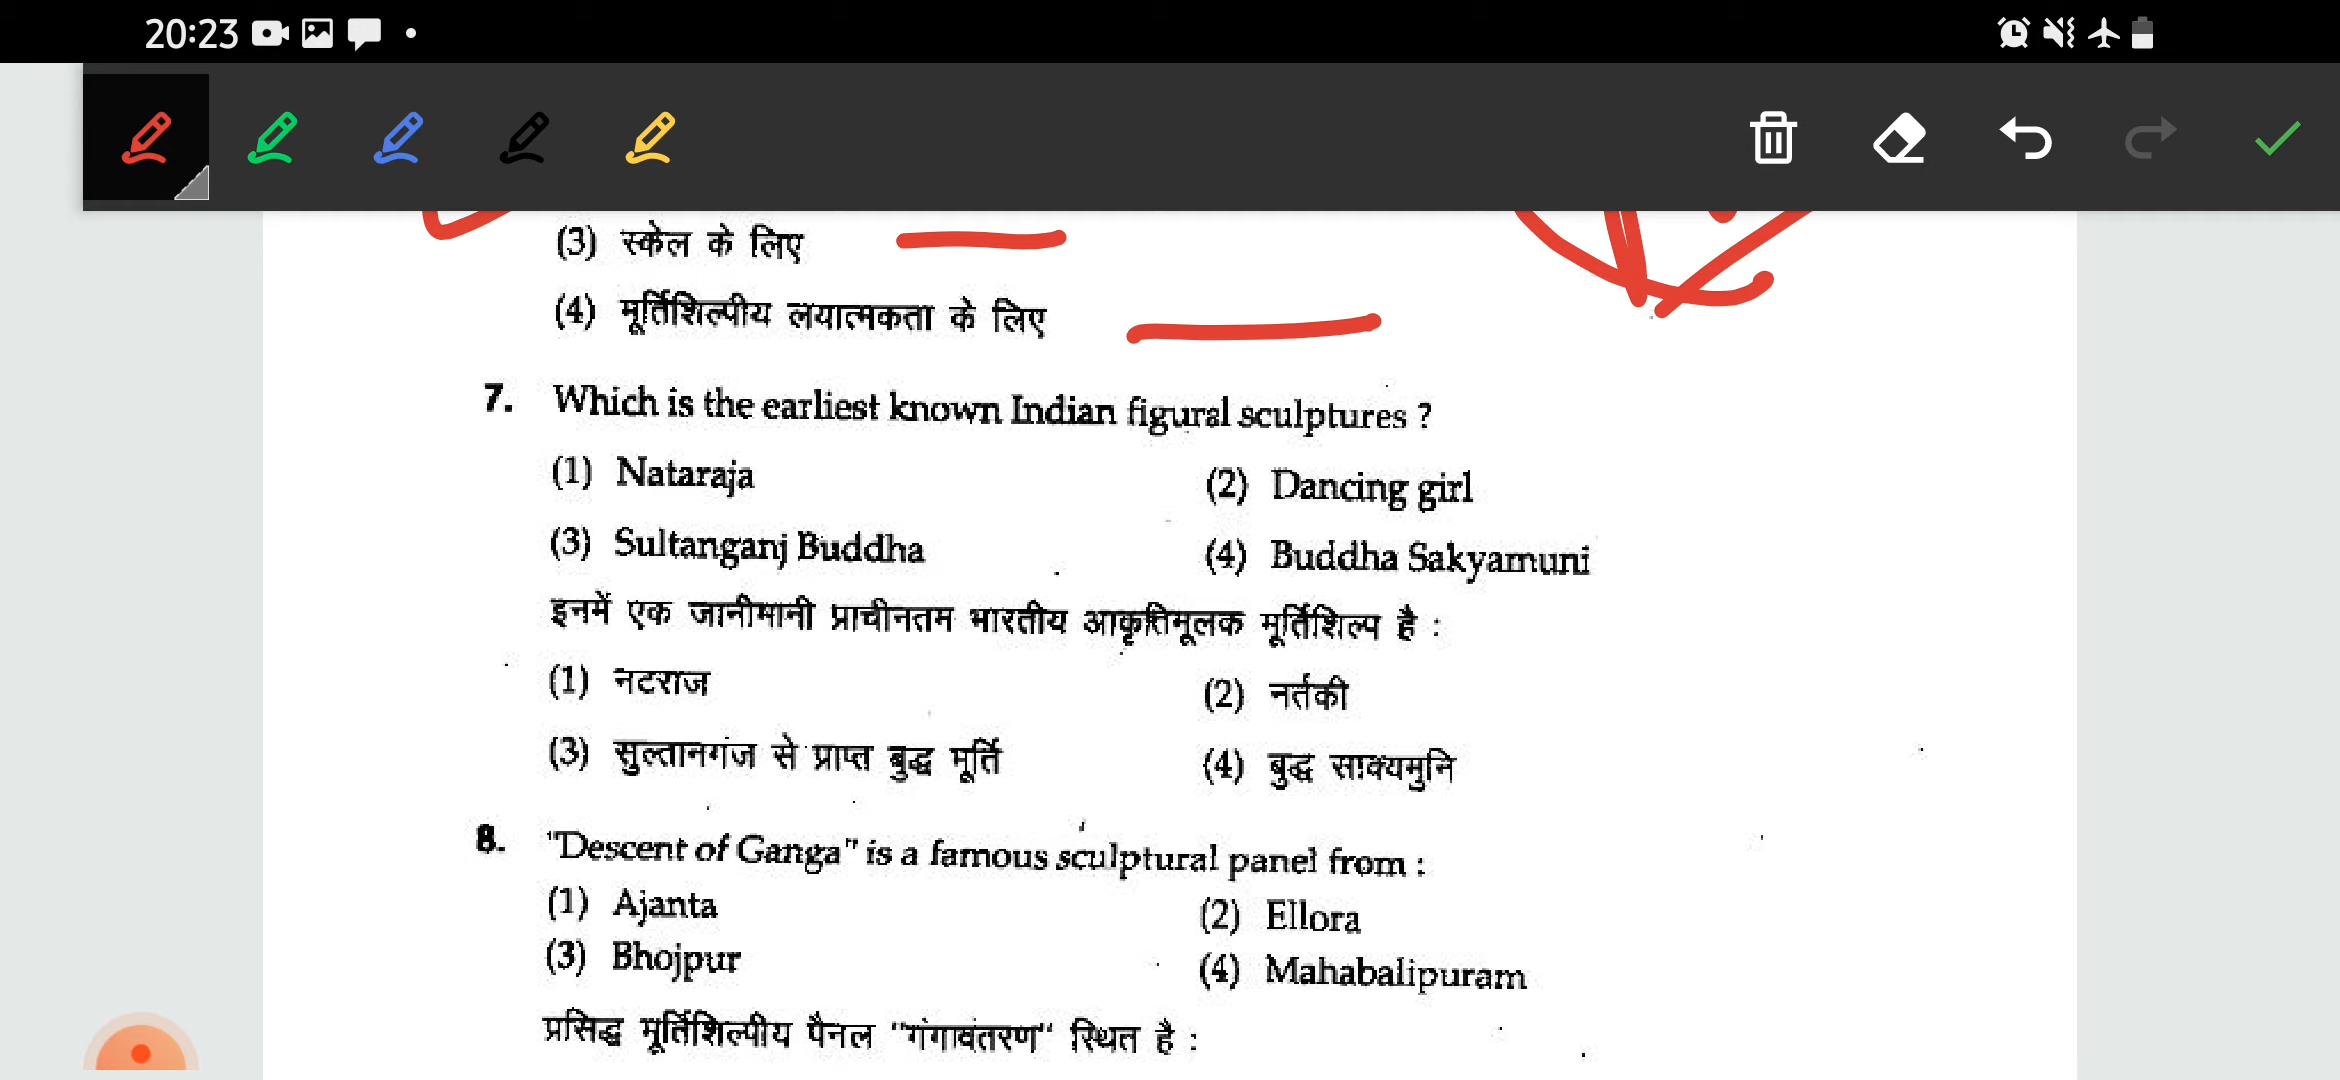 20:23
(3) स्केल के लिए
(4) मूर्तिशिल्पीय लयात्मकता के लिए
7. Which is the earliest known Indian figural sculptures ?
(1) Nataraja (2) Dancing girl
(3) Sultanganj Buddha (4) Buddha Sakyamuni
इनमें एक जानीमानी प्राचीनतम भारतीय आकृतिमूलक मूर्तिशिल्प है :
(1) नटराज (2) नर्तकी
(3) सुल्तानगंज से प्राप्त बुद्ध मूर्ति (4) बुद्ध साक्यमुनि
8. "Descent of Ganga" is a famous sculptural panel from :
(1) Ajanta (2) Ellora
(3) Bhojpur (4) Mahabalipuram
प्रसिद्ध मूर्तिशिल्पीय पैनल "गंगावतरण" स्थित है :